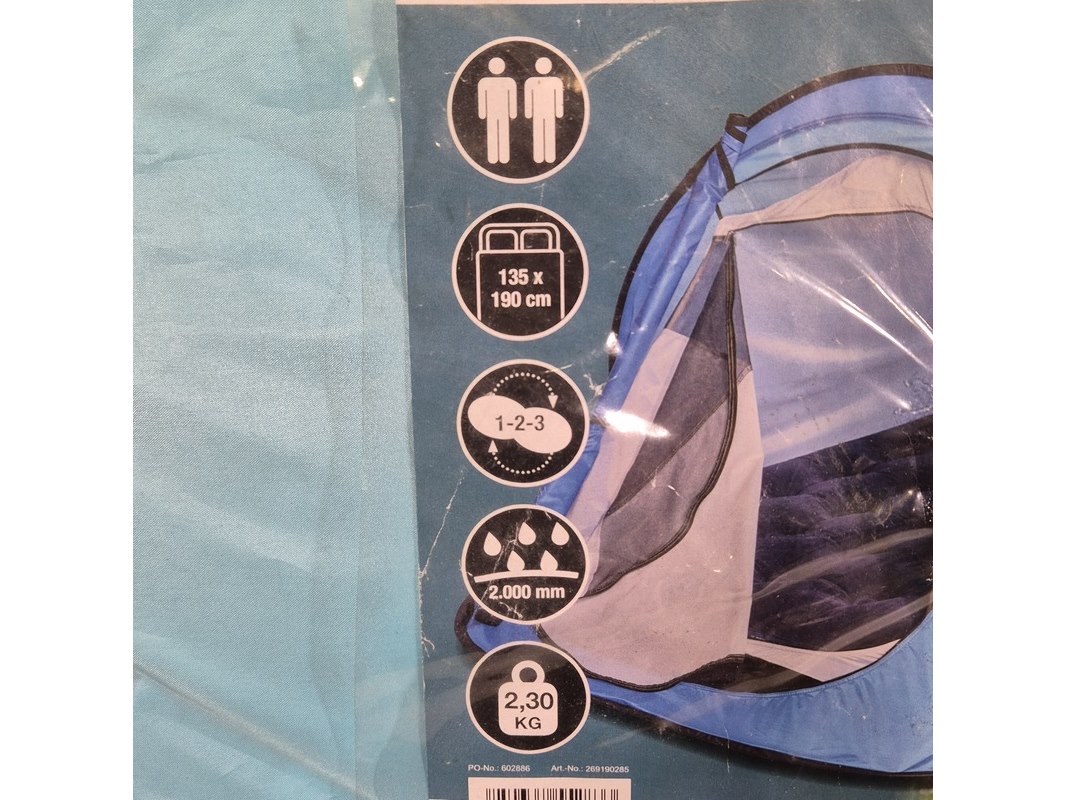 135 x
190 cm
1-2-3
2.000 mm
2,30
KG
PO-No.: 602886 Art.-No.: 269190285